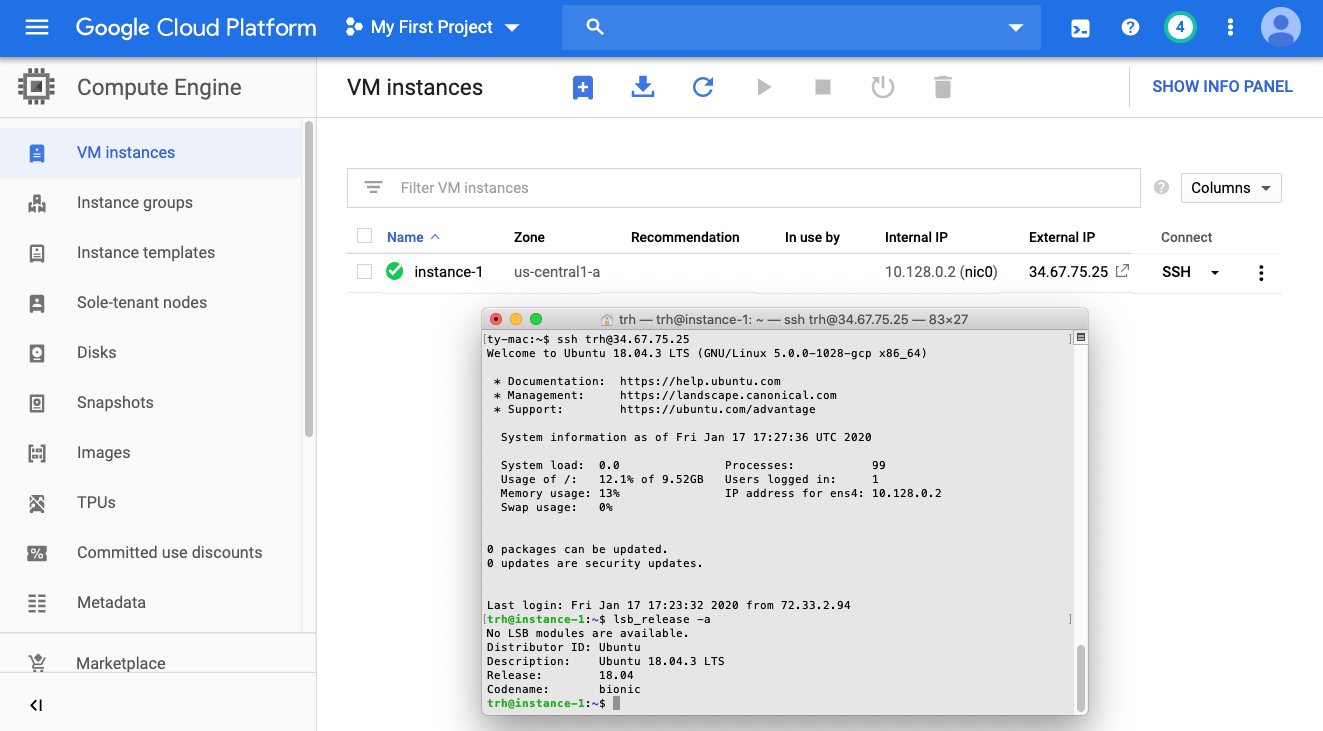 Google Cloud Platform My First Project 4
Compute Engine
VM instances
Instance groups
Instance templates
Sole-tenant nodes
Disks
Snapshots
Images
TPUs
Committed use discounts
Metadata
Marketplace
VM instances SHOW INFO PANEL
Filter VM instances Columns
Name Zone Recommendation In use by Internal IP External IP Connect
instance-1 us-central1-a 10.128.0.2 (nic0) 34.67.75.25 SSH
trh — trh@instance-1: ~ — ssh trh@34.67.75.25 — 83×27
[ty-mac:~$ ssh trh@34.67.75.25 ]
Welcome to Ubuntu 18.04.3 LTS (GNU/Linux 5.0.0-1028-gcp x86_64)
* Documentation: https://help.ubuntu.com
* Management: https://landscape.canonical.com
* Support: https://ubuntu.com/advantage
System information as of Fri Jan 17 17:27:36 UTC 2020
System load: 0.0 Processes: 99
Usage of /: 12.1% of 9.52GB Users logged in: 1
Memory usage: 13% IP address for ens4: 10.128.0.2
Swap usage: 0%
0 packages can be updated.
0 updates are security updates.
Last login: Fri Jan 17 17:23:32 2020 from 72.33.2.94
[trh@instance-1:~$ lsb_release -a ]
No LSB modules are available.
Distributor ID: Ubuntu
Description: Ubuntu 18.04.3 LTS
Release: 18.04
Codename: bionic
trh@instance-1:~$